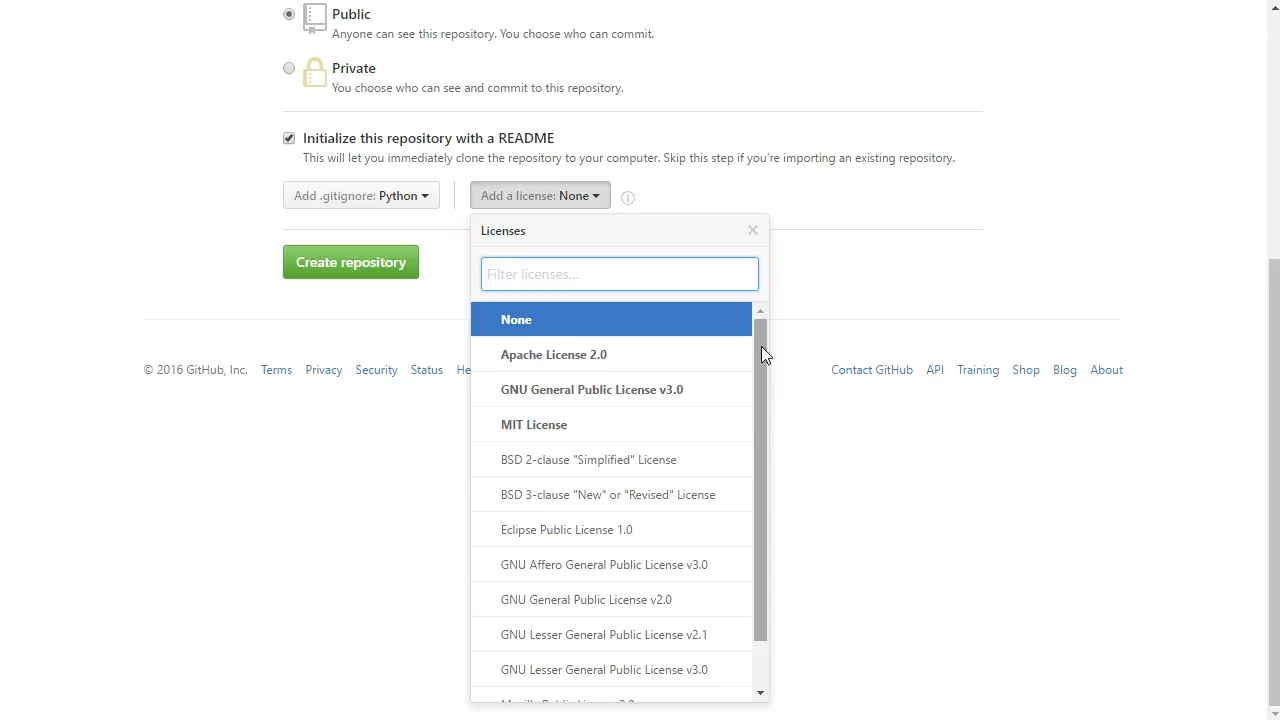 Public
Anyone can see this repository. You choose who can commit.
Private
You choose who can see and commit to this repository.
Initialize this repository with a README
This will let you immediately clone the repository to your computer. Skip this step if you're importing an existing repository.
Add .gitignore: Python
Add a license: None
Licenses
Filter licenses...
Create repository
None
Apache License 2.0
GNU General Public License v3.0
MIT License
BSD 2-clause "Simplified" License
BSD 3-clause "New" or "Revised" License
Eclipse Public License 1.0
GNU Affero General Public License v3.0
GNU General Public License v2.0
GNU Lesser General Public License v2.1
GNU Lesser General Public License v3.0
© 2016 GitHub, Inc. Terms Privacy Security Status He
Contact GitHub API Training Shop Blog About